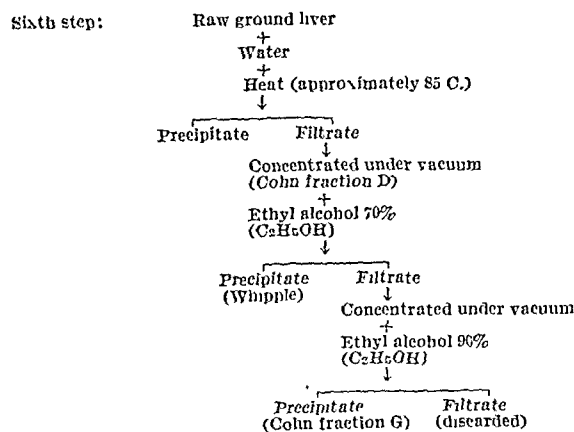 Sixth step: Raw ground liver
+
Water
+
Heat (approximately 85 C.)
↓
Precipitate Filtrate
↓
Concentrated under vacuum
(Cohn fraction D)
+
Ethyl alcohol 70%
(C2H5OH)
↓
Precipitate Filtrate
(Whipple) ↓
Concentrated under vacuum
+
Ethyl alcohol 90%
(C2H5OH)
↓
Precipitate Filtrate
(Cohn fraction G) (discarded)